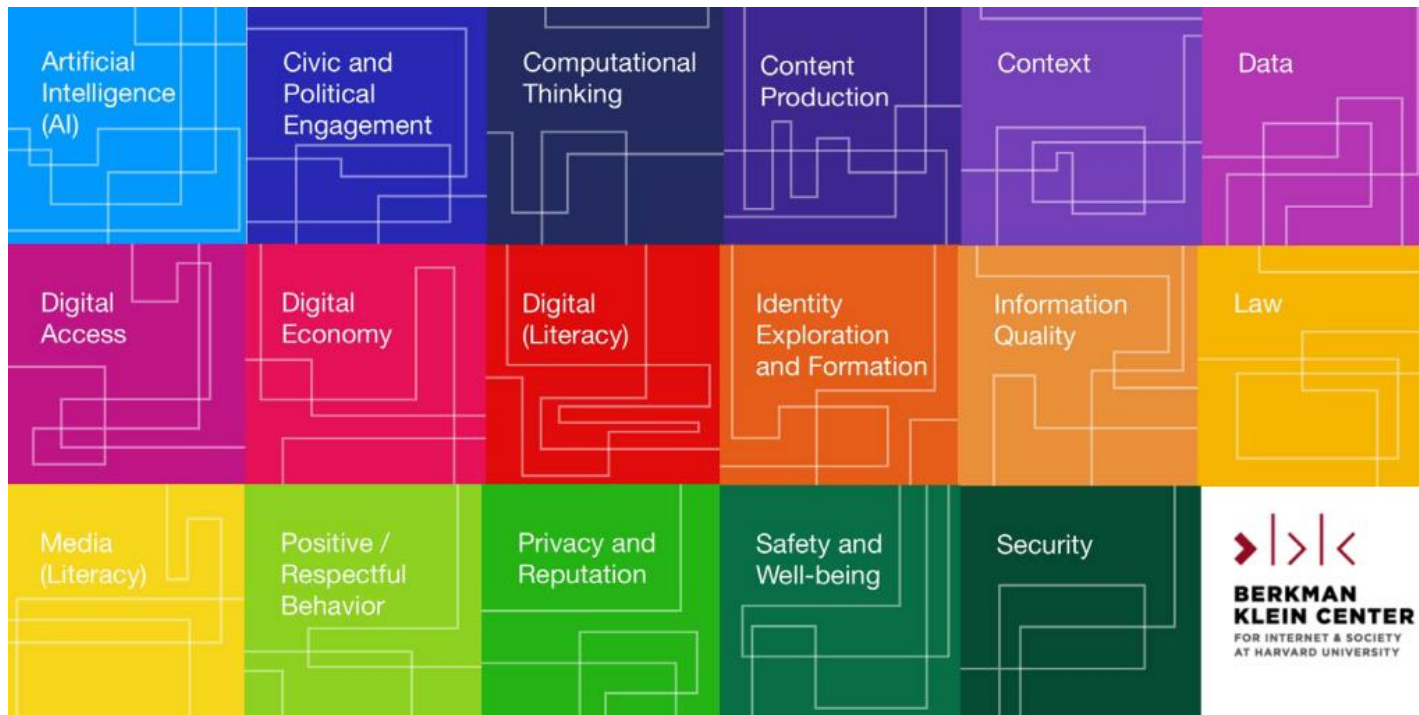 Artificial
Intelligence
(AI)
Civic and
Political
Engagement
Computational
Thinking
Content
Production
Context
Data
Digital
Access
Digital
Economy
Digital
(Literacy)
Identity
Exploration
and Formation
Information
Quality
Law
Media
(Literacy)
Positive /
Respectful
Behavior
Privacy and
Reputation
Safety and
Well-being
Security
BERKMAN
KLEIN CENTER
FOR INTERNET & SOCIETY
AT HARVARD UNIVERSITY